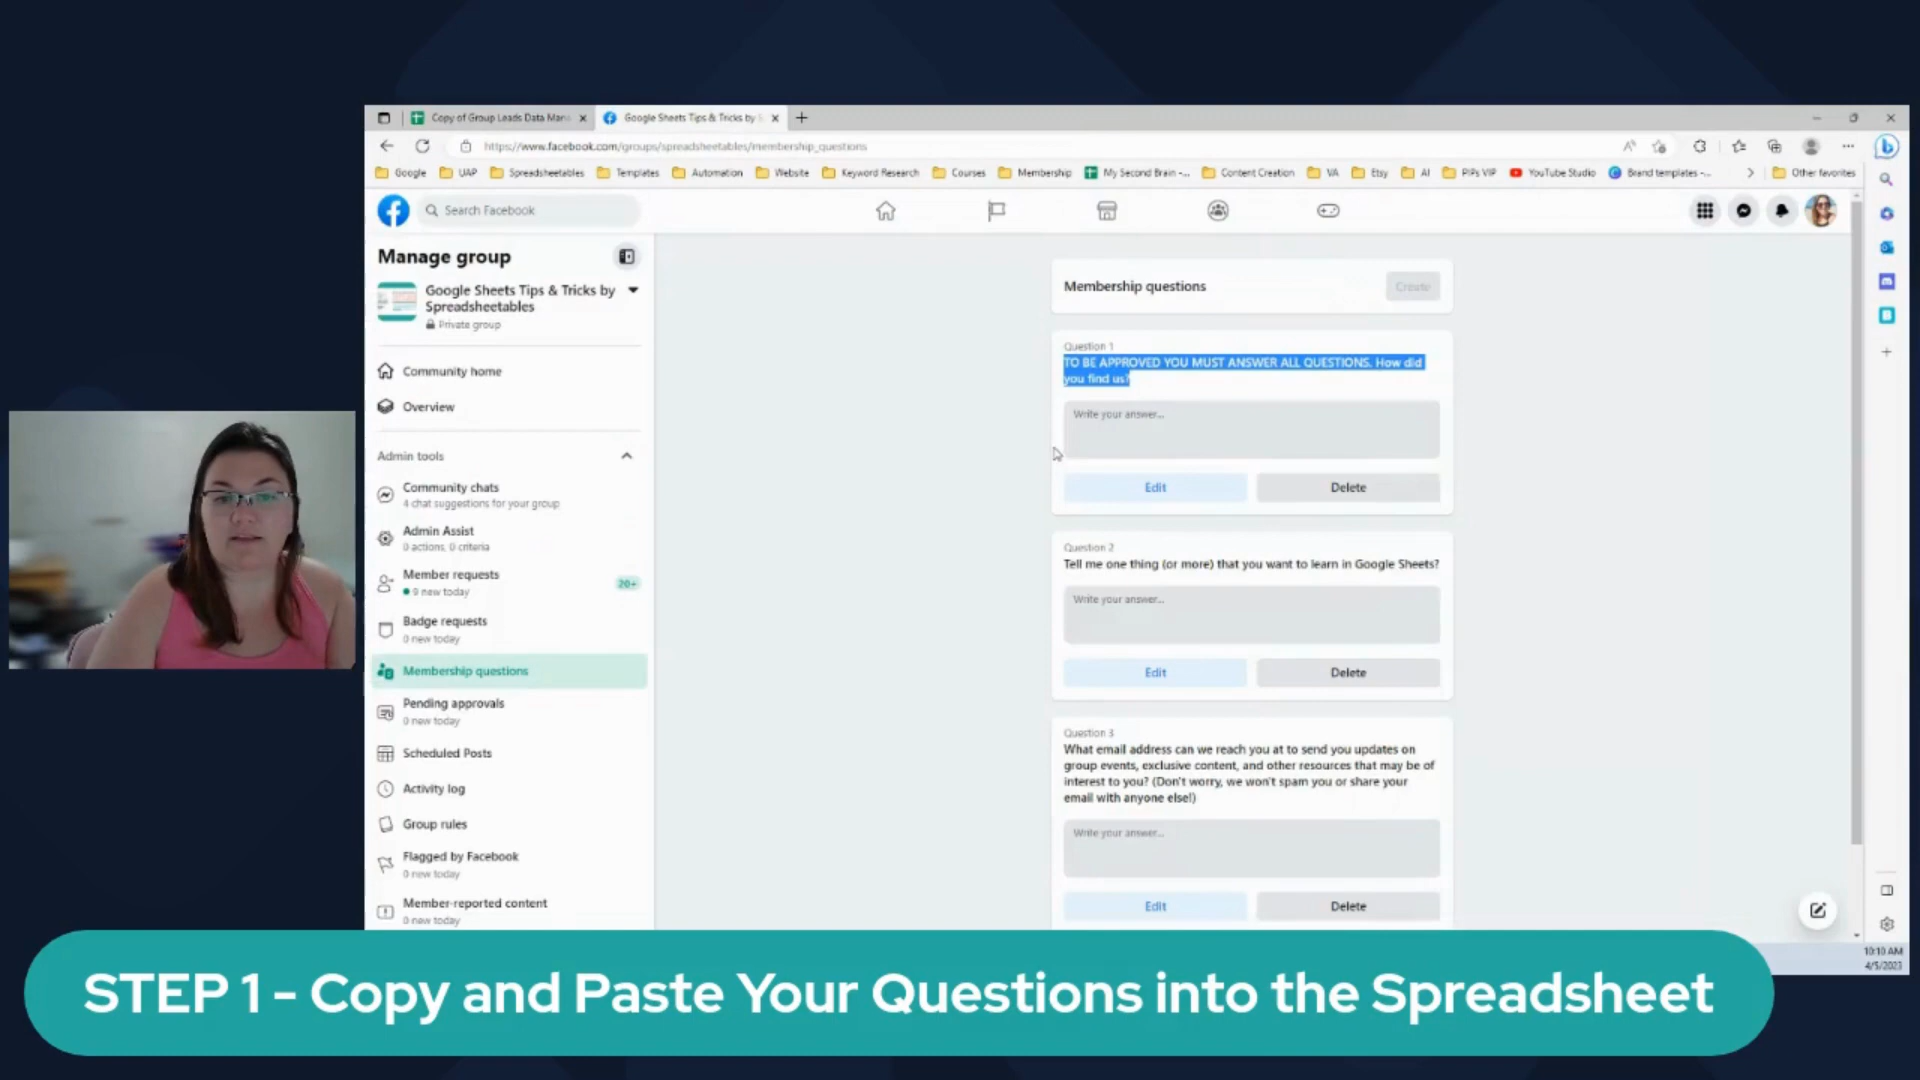 Copy of Group Leads Data Man
Google Sheets Tips & Tricks by S
https://www.facebook.com/groups/spreadsheetables/membership_questions
Google
UAP
Spreadsheetables
Templates
Automation
Website
Keyword Research
Courses
Membership
My Second Brain -...
Content Creation
VA
Etsy
AI
PiPs VIP
YouTube Studio
Brand templates -...
Other favorites
Search Facebook
Manage group
Google Sheets Tips & Tricks by
Spreadsheetables
Private group
Community home
Overview
Admin tools
Community chats
4 chat suggestions for your group
Admin Assist
0 actions, 0 criteria
Member requests
9 new today
20+
Badge requests
0 new today
Membership questions
Pending approvals
0 new today
Scheduled Posts
Activity log
Group rules
Flagged by Facebook
0 new today
Member-reported content
0 new today
Membership questions
Create
Question 1
TO BE APPROVED YOU MUST ANSWER ALL QUESTIONS. How did
you find us?
Write your answer...
Edit
Delete
Question 2
Tell me one thing (or more) that you want to learn in Google Sheets?
Write your answer...
Edit
Delete
Question 3
What email address can we reach you at to send you updates on
group events, exclusive content, and other resources that may be of
interest to you? (Don't worry, we won't spam you or share your
email with anyone else!)
Write your answer...
Edit
Delete
10:10 AM
4/5/2023
STEP 1 - Copy and Paste Your Questions into the Spreadsheet